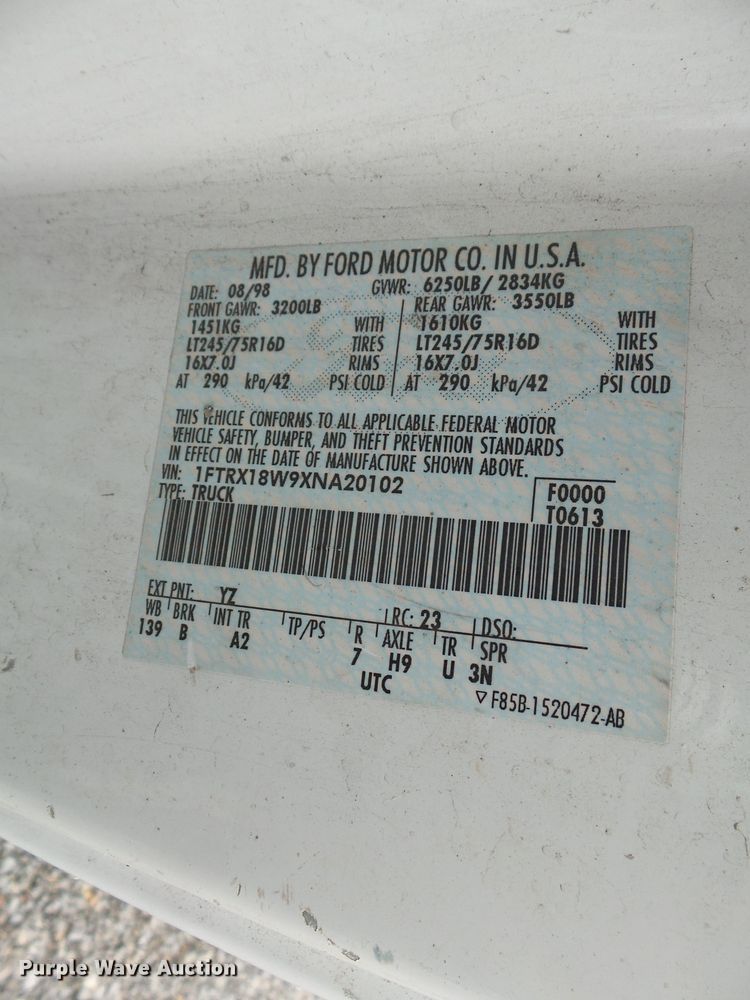 MFD. BY FORD MOTOR CO. IN U.S.A.
DATE: 08/98 GVWR: 6250LB/ 2834KG
FRONT GAWR: 3200LB REAR GAWR: 3550LB
1451KG WITH 1610KG WITH
LT245/75R16D TIRES LT245/75R16D TIRES
16X7.0J RIMS 16X7.0J RIMS
AT 290 kPa/42 PSI COLD AT 290 kPa/42 PSI COLD
THIS VEHICLE CONFORMS TO ALL APPLICABLE FEDERAL MOTOR
VEHICLE SAFETY, BUMPER, AND THEFT PREVENTION STANDARDS
IN EFFECT ON THE DATE OF MANUFACTURE SHOWN ABOVE.
VIN: 1FTRX18W9XNA20102 F0000
TYPE: TRUCK T0613
EXT PNT: YZ RC: 23 DSO:
WB BRK INT TR TP/PS R AXLE TR SPR
139 B A2 7 H9 U 3N
UTC
▽ F85B-1520472-AB
Purple Wave Auction